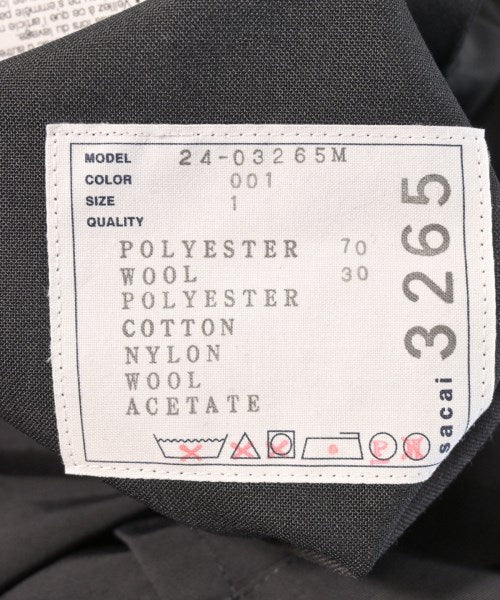 MODEL 24-03265M
COLOR 001
SIZE 1
QUALITY
POLYESTER 70
WOOL 30
POLYESTER
COTTON
NYLON
WOOL
ACETATE
P W
sacai 3265